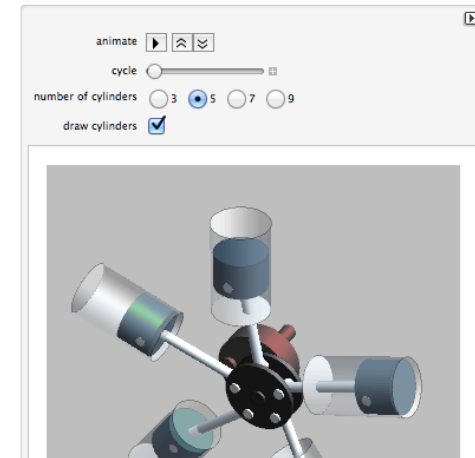 animate
cycle
number of cylinders 3 5 7 9
draw cylinders